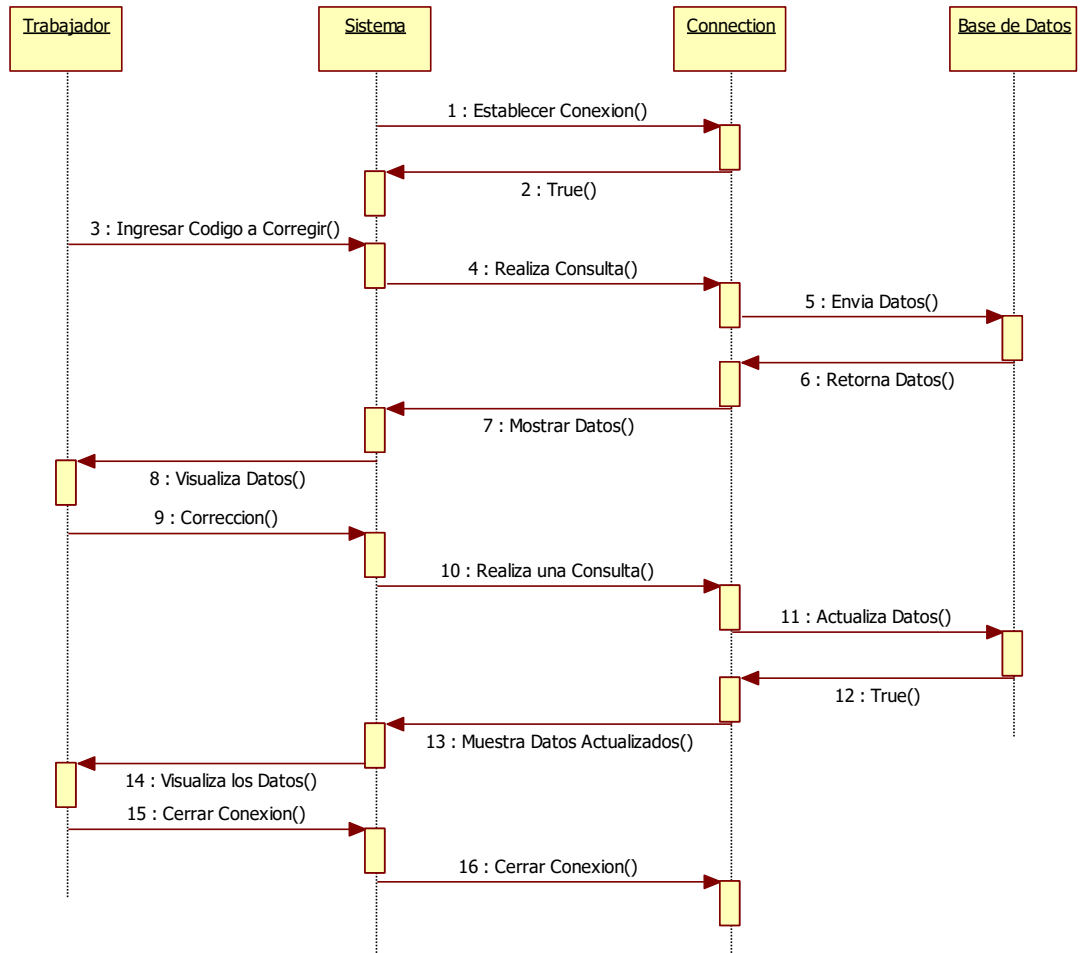 Trabajador
Sistema
Connection
Base de Datos
1 : Establecer Conexion()
2 : True()
3 : Ingresar Codigo a Corregir()
4 : Realiza Consulta()
5 : Envia Datos()
6 : Retorna Datos()
7 : Mostrar Datos()
8 : Visualiza Datos()
9 : Correccion()
10 : Realiza una Consulta()
11 : Actualiza Datos()
12 : True()
13 : Muestra Datos Actualizados()
14 : Visualiza los Datos()
15 : Cerrar Conexion()
16 : Cerrar Conexion()